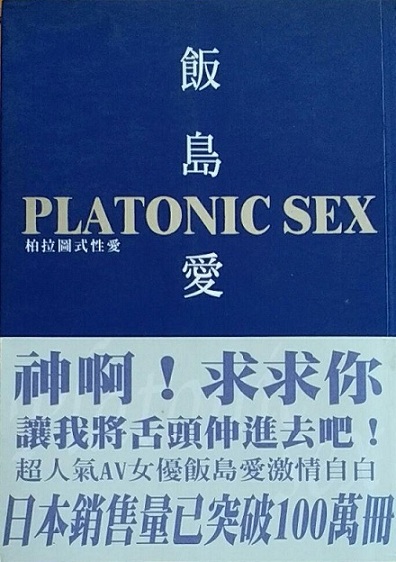 飯島愛
PLATONIC SEX
柏拉圖式性愛
神啊！求求你
讓我將舌頭伸進去吧！
超人氣AV女優飯島愛激情自白
日本銷售量已突破100萬冊